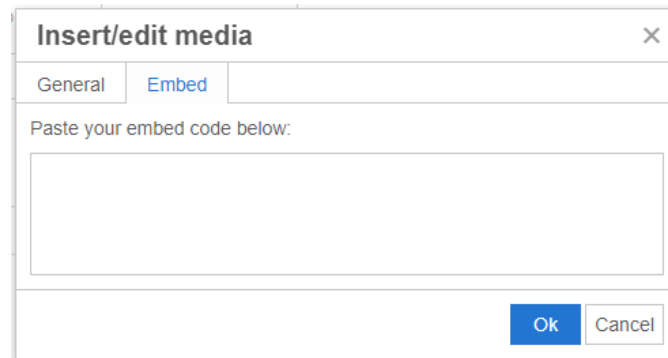 Insert/edit media
General Embed
Paste your embed code below:
Ok Cancel